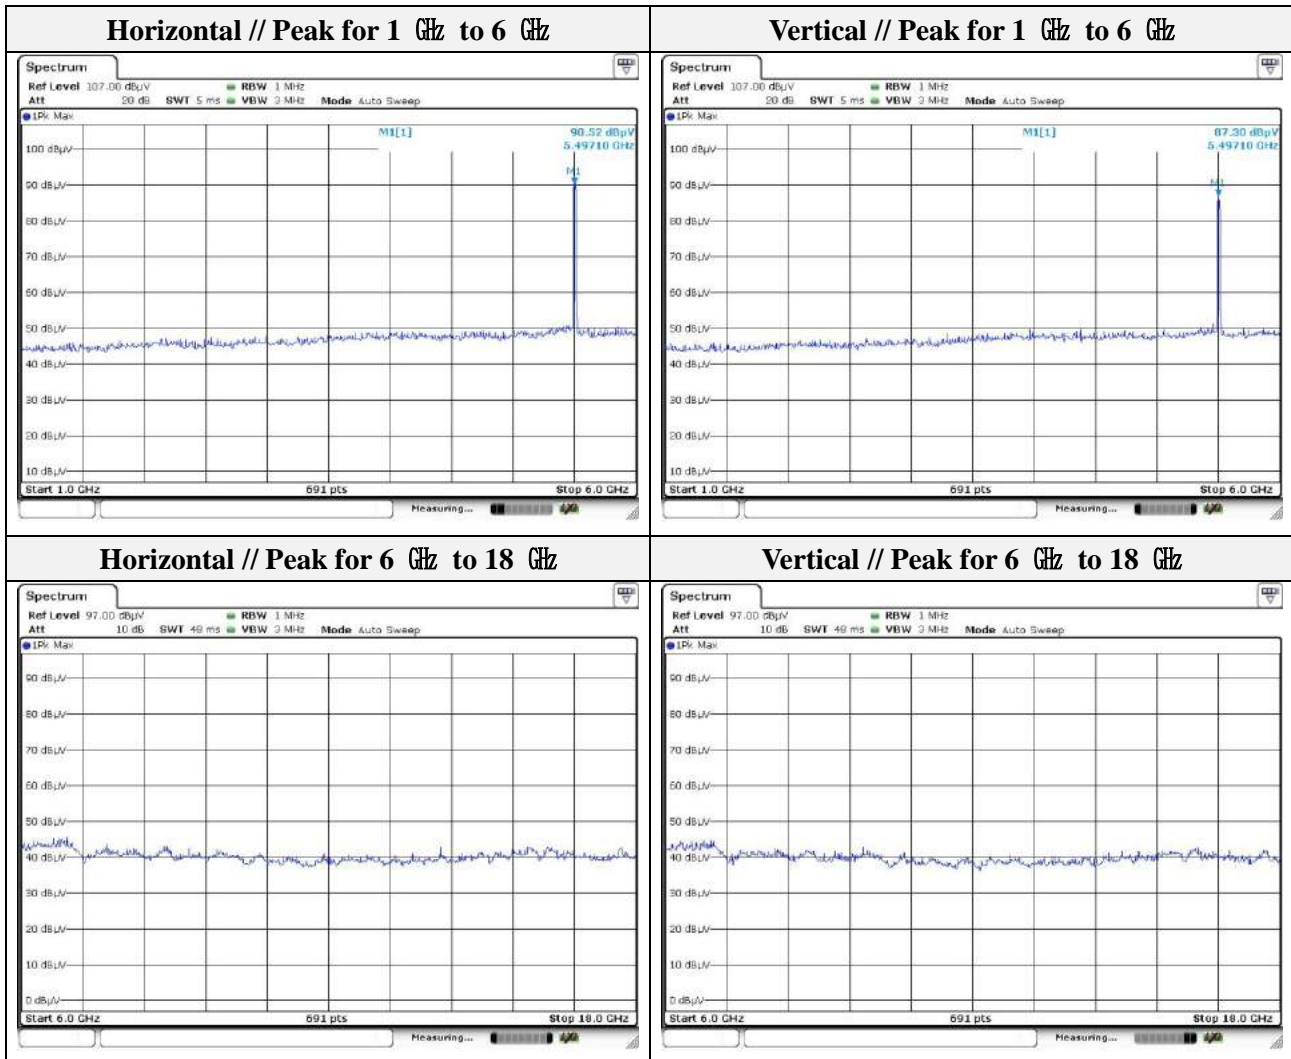 Horizontal // Peak for 1 ㎓ to 6 ㎓
Spectrum
Ref Level 107.00 dBµV RBW 1 MHz
Att 20 dB SWT 5 ms VBW 3 MHz Mode Auto Sweep
1Pk Max
M1[1] 90.52 dBµV
5.49710 GHz
M1
100 dBµV
90 dBµV
80 dBµV
70 dBµV
60 dBµV
50 dBµV
40 dBµV
30 dBµV
20 dBµV
10 dBµV
Start 1.0 GHz 691 pts Stop 6.0 GHz
Measuring...
Vertical // Peak for 1 ㎓ to 6 ㎓
Spectrum
Ref Level 107.00 dBµV RBW 1 MHz
Att 20 dB SWT 5 ms VBW 3 MHz Mode Auto Sweep
1Pk Max
M1[1] 87.30 dBµV
5.49710 GHz
M1
100 dBµV
90 dBµV
80 dBµV
70 dBµV
60 dBµV
50 dBµV
40 dBµV
30 dBµV
20 dBµV
10 dBµV
Start 1.0 GHz 691 pts Stop 6.0 GHz
Measuring...
Horizontal // Peak for 6 ㎓ to 18 ㎓
Spectrum
Ref Level 97.00 dBµV RBW 1 MHz
Att 10 dB SWT 48 ms VBW 3 MHz Mode Auto Sweep
1Pk Max
90 dBµV
80 dBµV
70 dBµV
60 dBµV
50 dBµV
40 dBµV
30 dBµV
20 dBµV
10 dBµV
0 dBµV
Start 6.0 GHz 691 pts Stop 18.0 GHz
Measuring...
Vertical // Peak for 6 ㎓ to 18 ㎓
Spectrum
Ref Level 97.00 dBµV RBW 1 MHz
Att 10 dB SWT 48 ms VBW 3 MHz Mode Auto Sweep
1Pk Max
90 dBµV
80 dBµV
70 dBµV
60 dBµV
50 dBµV
40 dBµV
30 dBµV
20 dBµV
10 dBµV
0 dBµV
Start 6.0 GHz 691 pts Stop 18.0 GHz
Measuring...